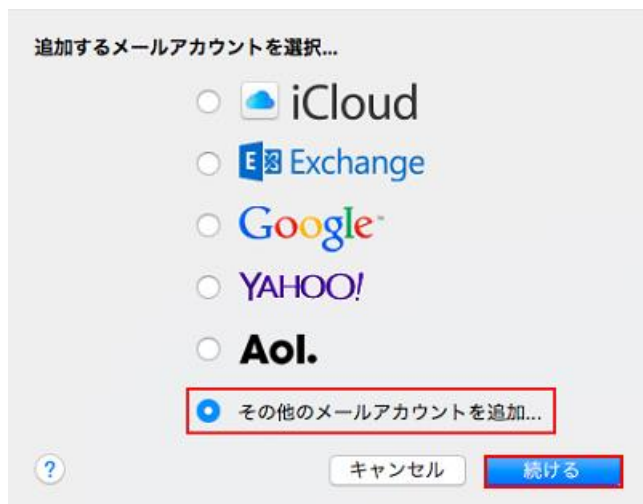 追加するメールアカウントを選択...
iCloud
E Exchange
Google™
YAHOO!
Aol.
その他のメールアカウントを追加...
? キャンセル 続ける